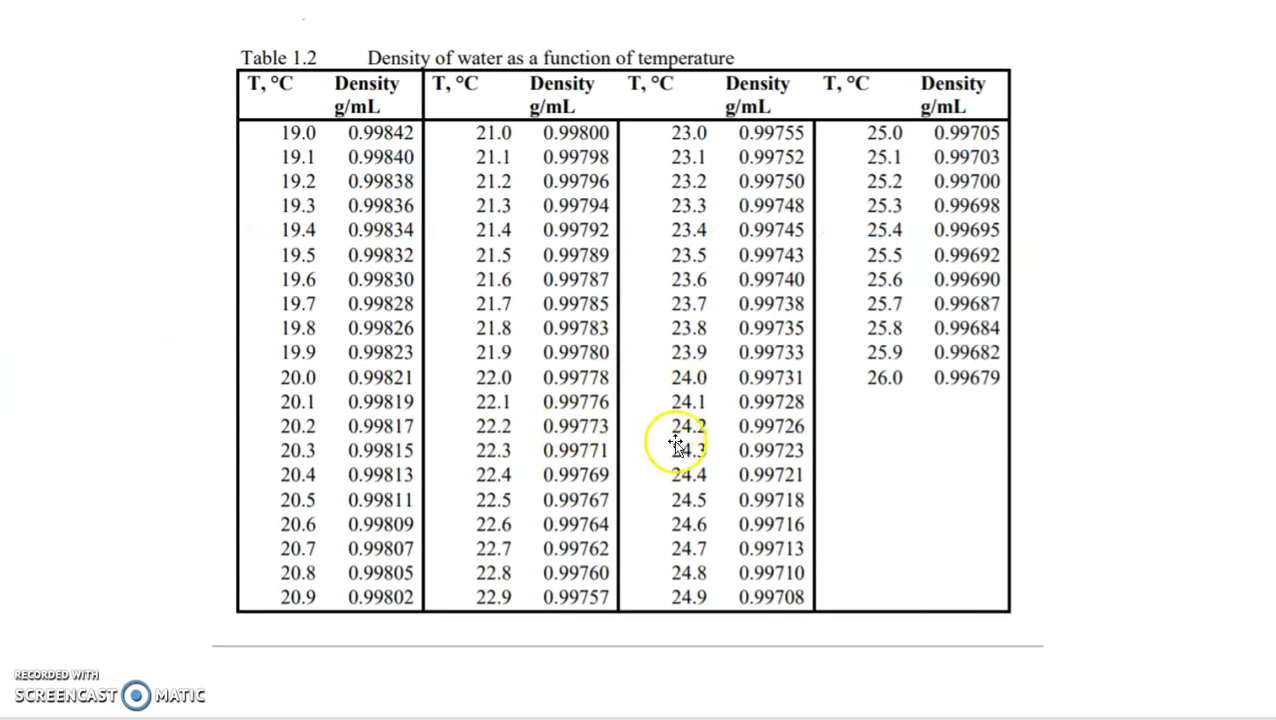 Table 1.2 Density of water as a function of temperature
T, °C Density g/mL T, °C Density g/mL T, °C Density g/mL T, °C Density g/mL
19.0 0.99842 21.0 0.99800 23.0 0.99755 25.0 0.99705
19.1 0.99840 21.1 0.99798 23.1 0.99752 25.1 0.99703
19.2 0.99838 21.2 0.99796 23.2 0.99750 25.2 0.99700
19.3 0.99836 21.3 0.99794 23.3 0.99748 25.3 0.99698
19.4 0.99834 21.4 0.99792 23.4 0.99745 25.4 0.99695
19.5 0.99832 21.5 0.99789 23.5 0.99743 25.5 0.99692
19.6 0.99830 21.6 0.99787 23.6 0.99740 25.6 0.99690
19.7 0.99828 21.7 0.99785 23.7 0.99738 25.7 0.99687
19.8 0.99826 21.8 0.99783 23.8 0.99735 25.8 0.99684
19.9 0.99823 21.9 0.99780 23.9 0.99733 25.9 0.99682
20.0 0.99821 22.0 0.99778 24.0 0.99731 26.0 0.99679
20.1 0.99819 22.1 0.99776 24.1 0.99728
20.2 0.99817 22.2 0.99773 24.2 0.99726
20.3 0.99815 22.3 0.99771 24.3 0.99723
20.4 0.99813 22.4 0.99769 24.4 0.99721
20.5 0.99811 22.5 0.99767 24.5 0.99718
20.6 0.99809 22.6 0.99764 24.6 0.99716
20.7 0.99807 22.7 0.99762 24.7 0.99713
20.8 0.99805 22.8 0.99760 24.8 0.99710
20.9 0.99802 22.9 0.99757 24.9 0.99708
RECORDED WITH
SCREENCAST MATIC